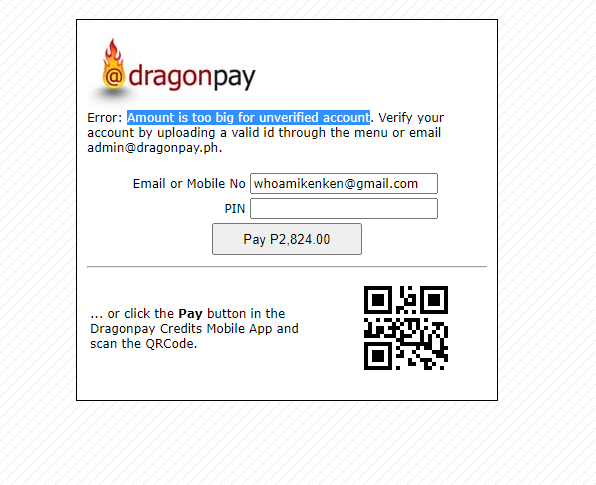 @dragonpay
Error: Amount is too big for unverified account. Verify your
account by uploading a valid id through the menu or email
admin@dragonpay.ph.
Email or Mobile No whoamikenken@gmail.com
PIN
Pay P2,824.00
... or click the Pay button in the
Dragonpay Credits Mobile App and
scan the QRCode.